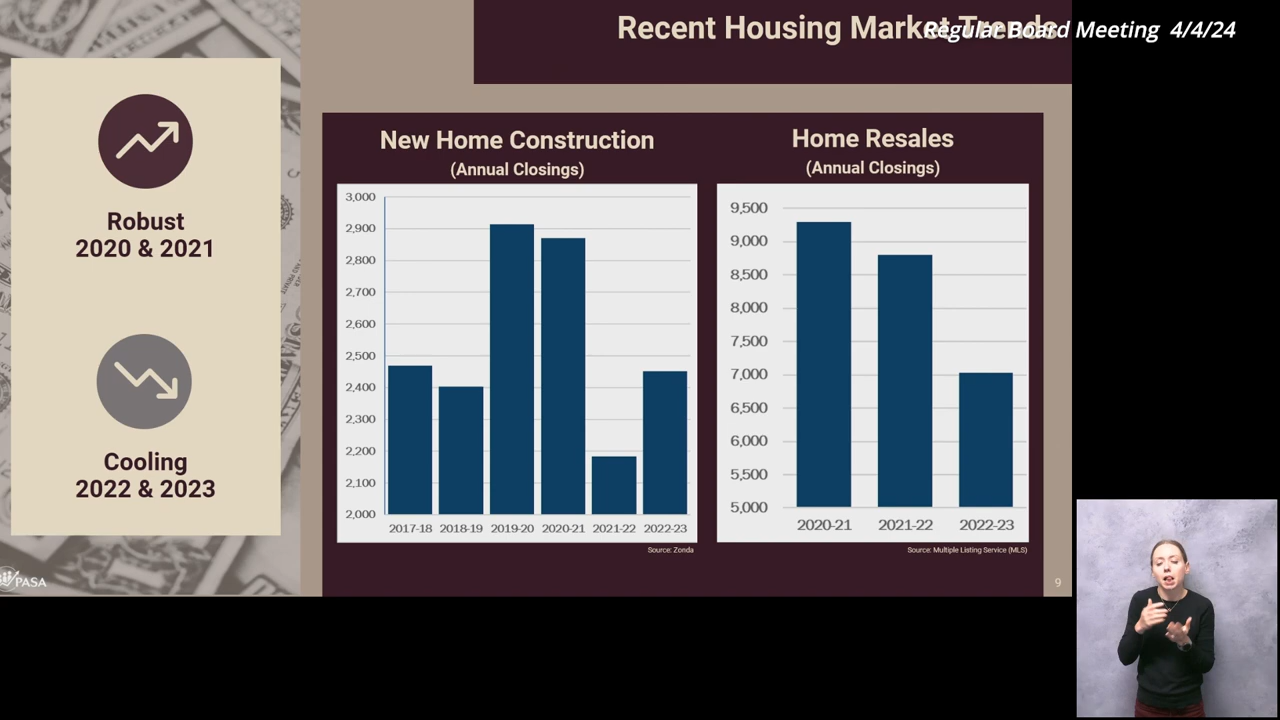 Recent Housing Market Trends
Regular Board Meeting 4/4/24
Robust
2020 & 2021
Cooling
2022 & 2023
PASA
New Home Construction
(Annual Closings)
3,000
2,900
2,800
2,700
2,600
2,500
2,400
2,300
2,200
2,100
2,000
2017-18 2018-19 2019-20 2020-21 2021-22 2022-23
Source: Zonda
Home Resales
(Annual Closings)
9,500
9,000
8,500
8,000
7,500
7,000
6,500
6,000
5,500
5,000
2020-21 2021-22 2022-23
Source: Multiple Listing Service (MLS)
9